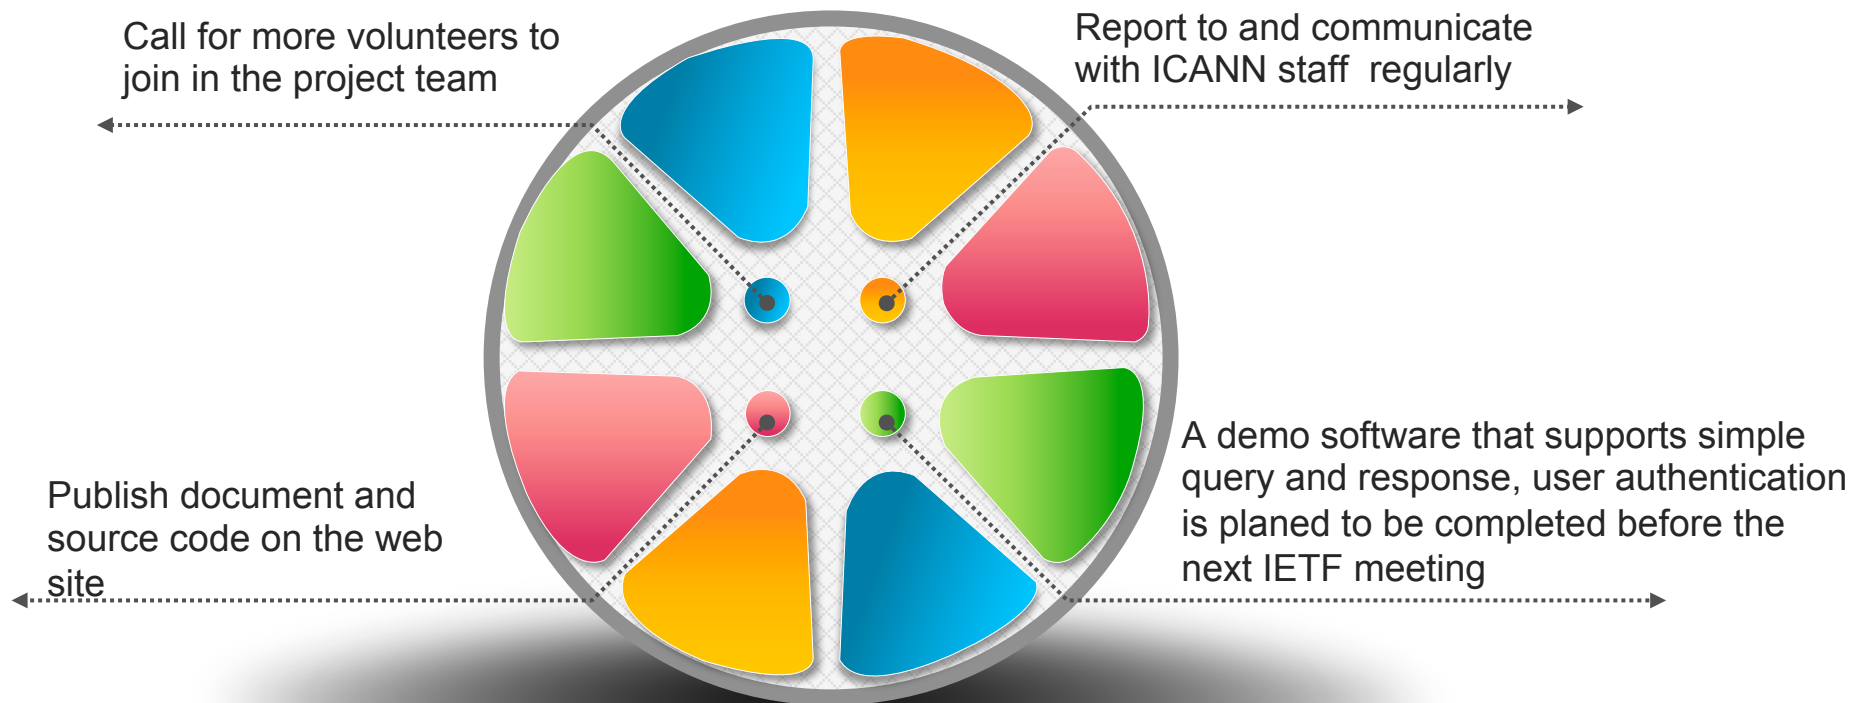 Call for more volunteers to
join in the project team
Report to and communicate
with ICANN staff  regularly
Publish document and
source code on the web
site
A demo software that supports simple
query and response, user authentication
is planed to be completed before the
next IETF meeting